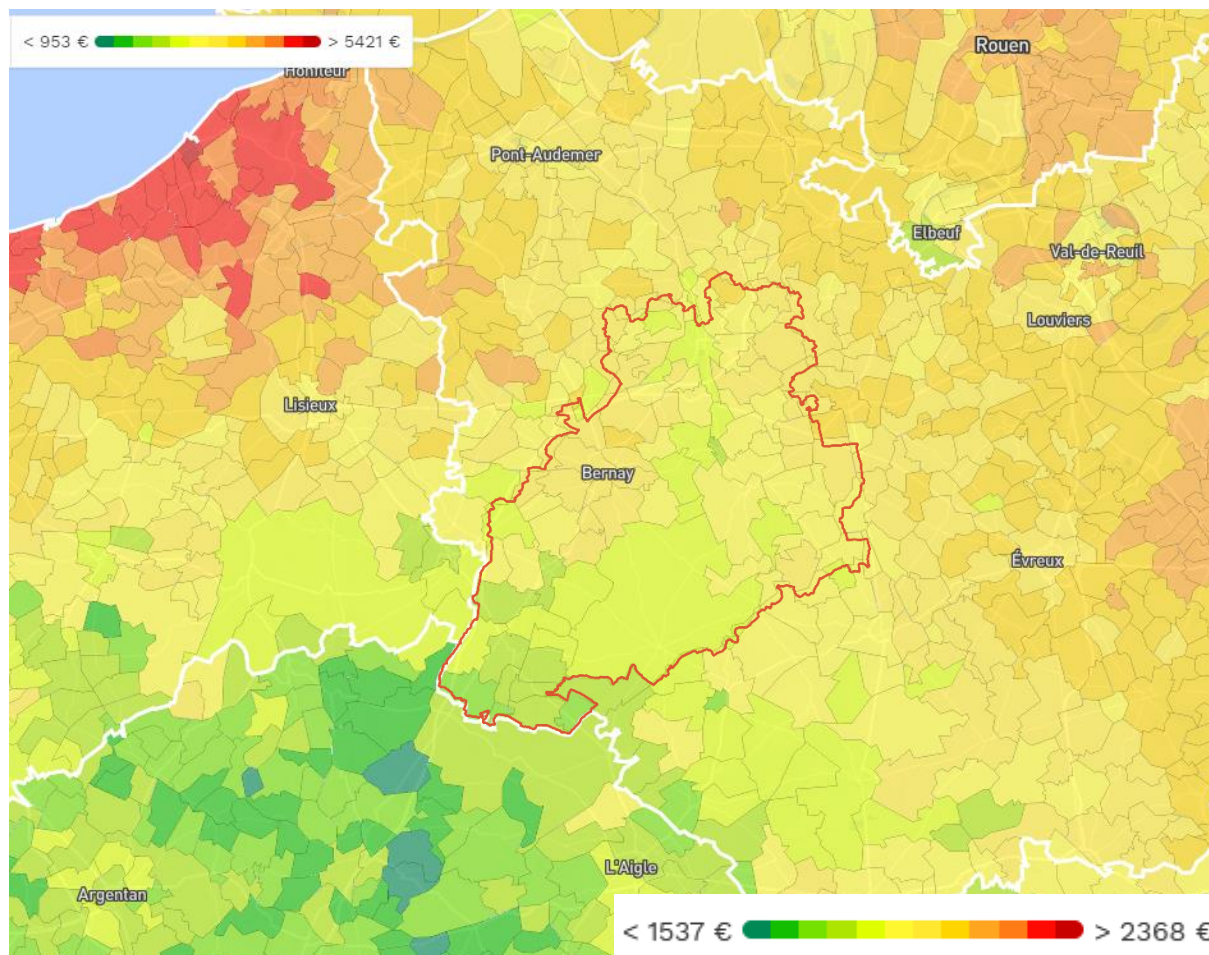 < 953 € > 5421 €
Honfleur
Rouen
Pont-Audemer
Elbeuf
Val-de-Reuil
Louviers
Lisieux
Bernay
Évreux
L'Aigle
Argentan
< 1537 € > 2368 €